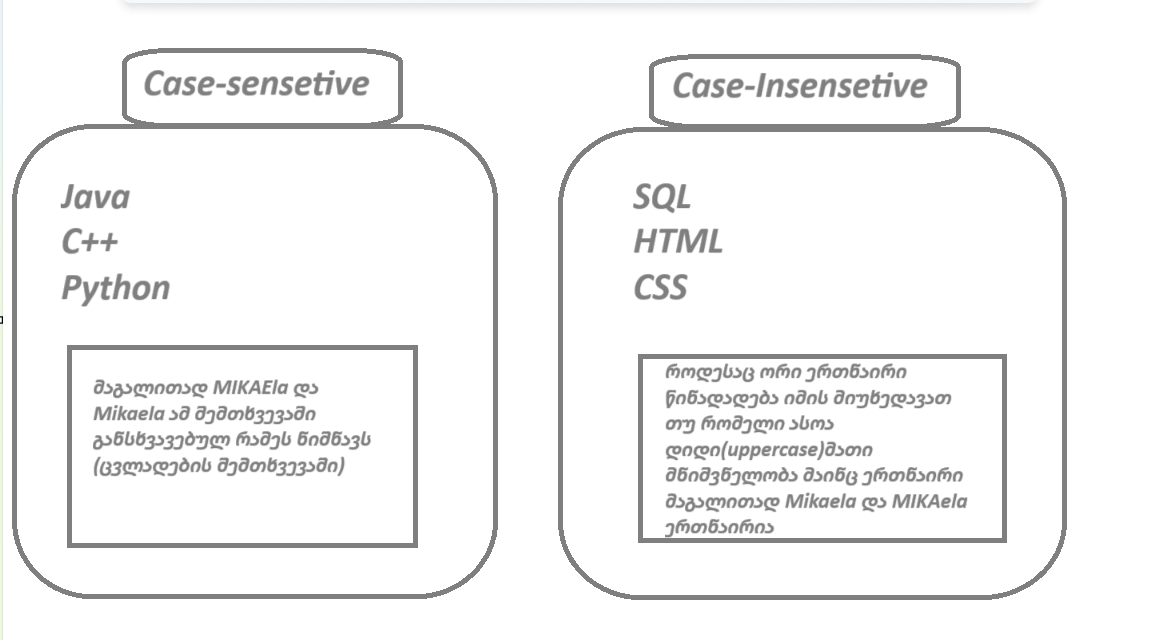 Case-sensetive
Java
C++
Python
მაგალითად MIKAEla და
Mikaela ამ შემთხვევაში
განსხვავებულ რამეს ნიშნავს
(ცვლადების შემთხვევაში)
Case-Insensetive
SQL
HTML
CSS
როდესაც ორი ერთნაირი
წინადადება იმის მიუხედავათ
თუ რომელი ასოა
დიდი(uppercase)მათი
მნიშვნელობა მაინც ერთნაირი
მაგალითად Mikaela და MIKAela
ერთნაირია